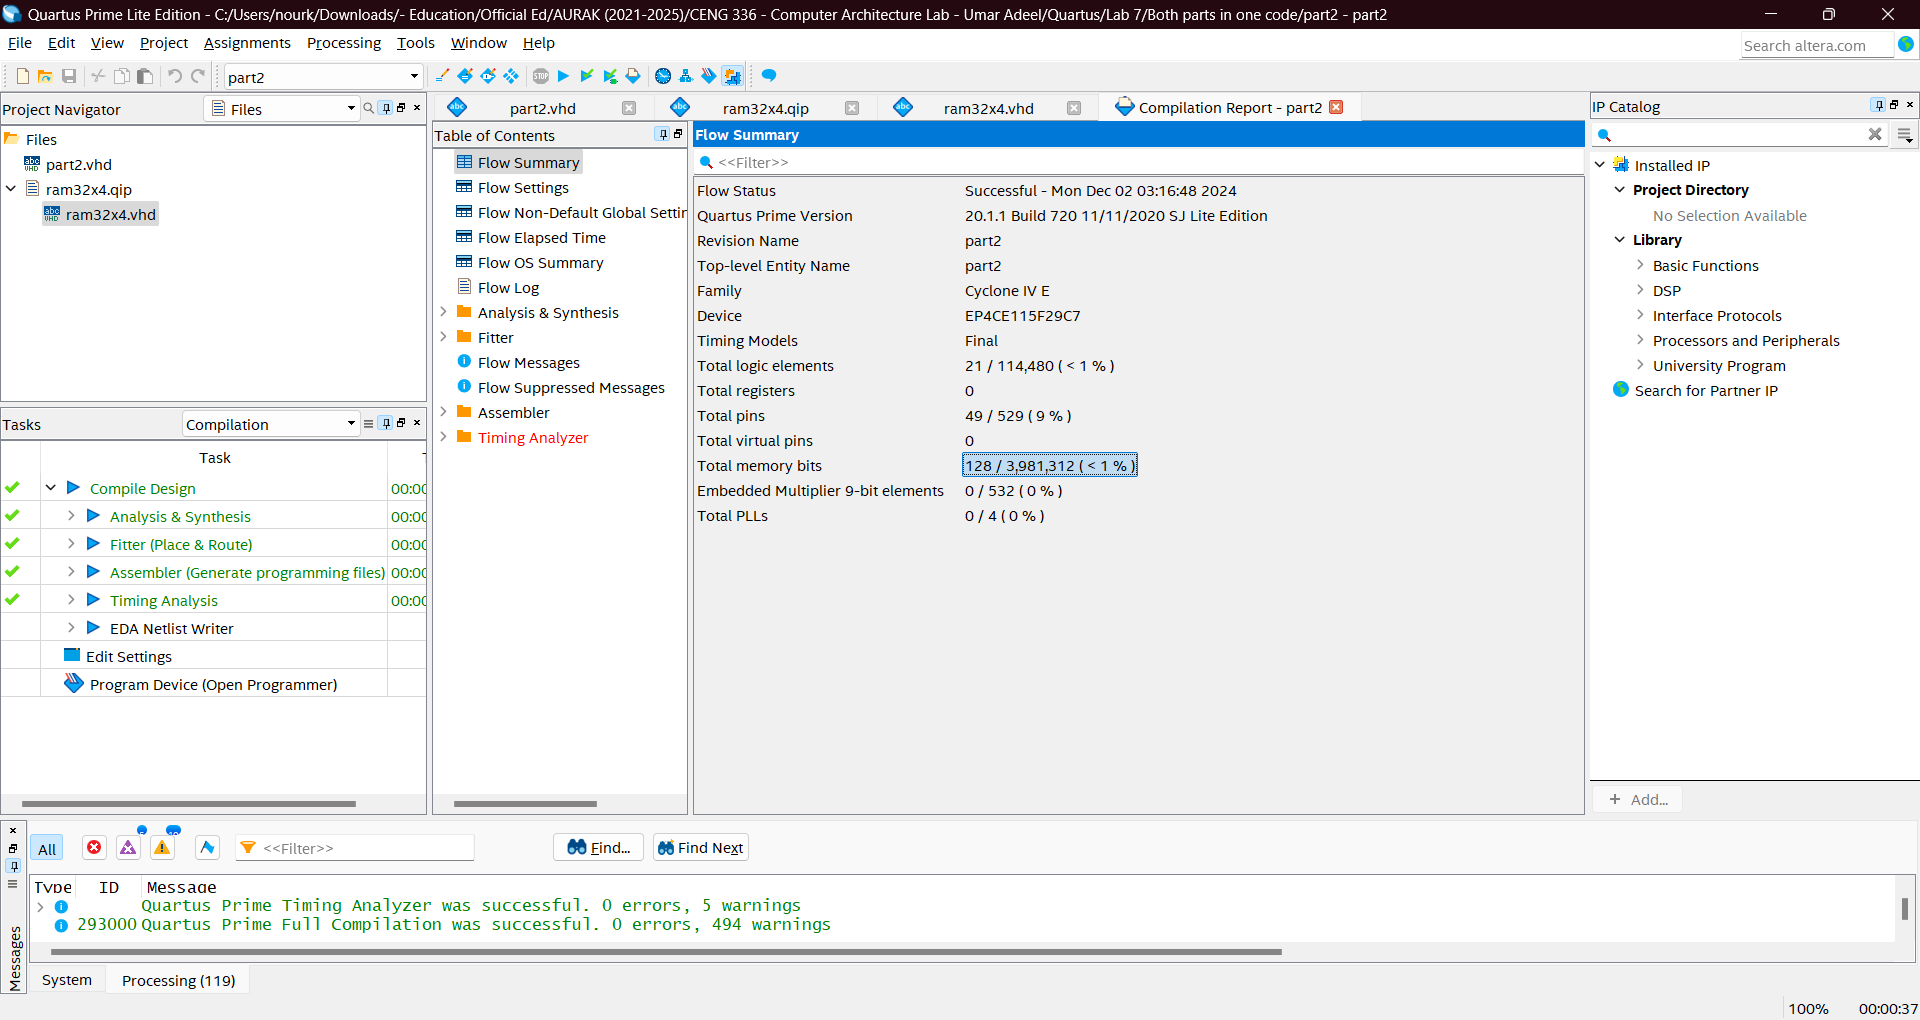 Quartus Prime Lite Edition - C:/Users/nourk/Downloads/- Education/Official Ed/AURAK (2021-2025)/CENG 336 - Computer Architecture Lab - Umar Adeel/Quartus/Lab 7/Both parts in one code/part2 - part2
File Edit View Project Assignments Processing Tools Window Help
Search altera.com
part2
Project Navigator
Files
Files
part2.vhd
ram32x4.qip
ram32x4.vhd
Tasks
Compilation
Task
Compile Design 00:00
Analysis & Synthesis 00:00
Fitter (Place & Route) 00:00
Assembler (Generate programming files) 00:00
Timing Analysis 00:00
EDA Netlist Writer
Edit Settings
Program Device (Open Programmer)
part2.vhd
ram32x4.qip
ram32x4.vhd
Compilation Report - part2
Table of Contents
Flow Summary
Flow Settings
Flow Non-Default Global Settin
Flow Elapsed Time
Flow OS Summary
Flow Log
Analysis & Synthesis
Fitter
Flow Messages
Flow Suppressed Messages
Assembler
Timing Analyzer
Flow Summary
<<Filter>>
Flow Status Successful - Mon Dec 02 03:16:48 2024
Quartus Prime Version 20.1.1 Build 720 11/11/2020 SJ Lite Edition
Revision Name part2
Top-level Entity Name part2
Family Cyclone IV E
Device EP4CE115F29C7
Timing Models Final
Total logic elements 21 / 114,480 ( < 1 % )
Total registers 0
Total pins 49 / 529 ( 9 % )
Total virtual pins 0
Total memory bits 128 / 3,981,312 ( < 1 % )
Embedded Multiplier 9-bit elements 0 / 532 ( 0 % )
Total PLLs 0 / 4 ( 0 % )
IP Catalog
Installed IP
Project Directory
No Selection Available
Library
Basic Functions
DSP
Interface Protocols
Processors and Peripherals
University Program
Search for Partner IP
+ Add...
All
<<Filter>>
Find...
Find Next
Type ID Message
Quartus Prime Timing Analyzer was successful. 0 errors, 5 warnings
293000 Quartus Prime Full Compilation was successful. 0 errors, 494 warnings
Messages
System
Processing (119)
100% 00:00:37